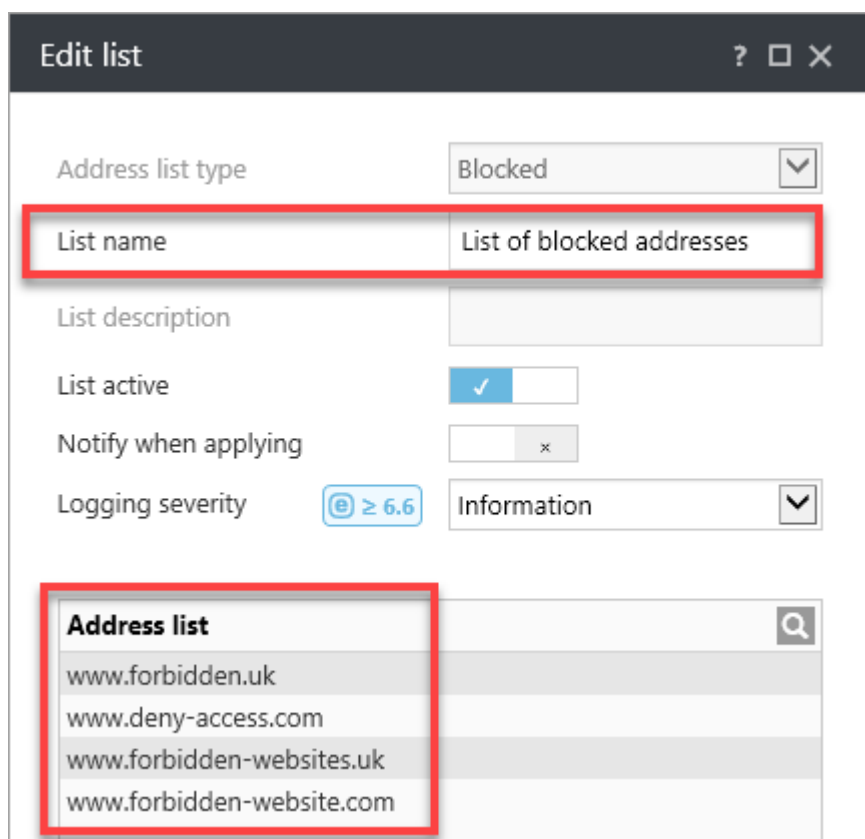 Edit list ?
Address list type Blocked
List name List of blocked addresses
List description
List active
Notify when applying
Logging severity e ≥ 6.6 Information
Address list
www.forbidden.uk
www.deny-access.com
www.forbidden-websites.uk
www.forbidden-website.com